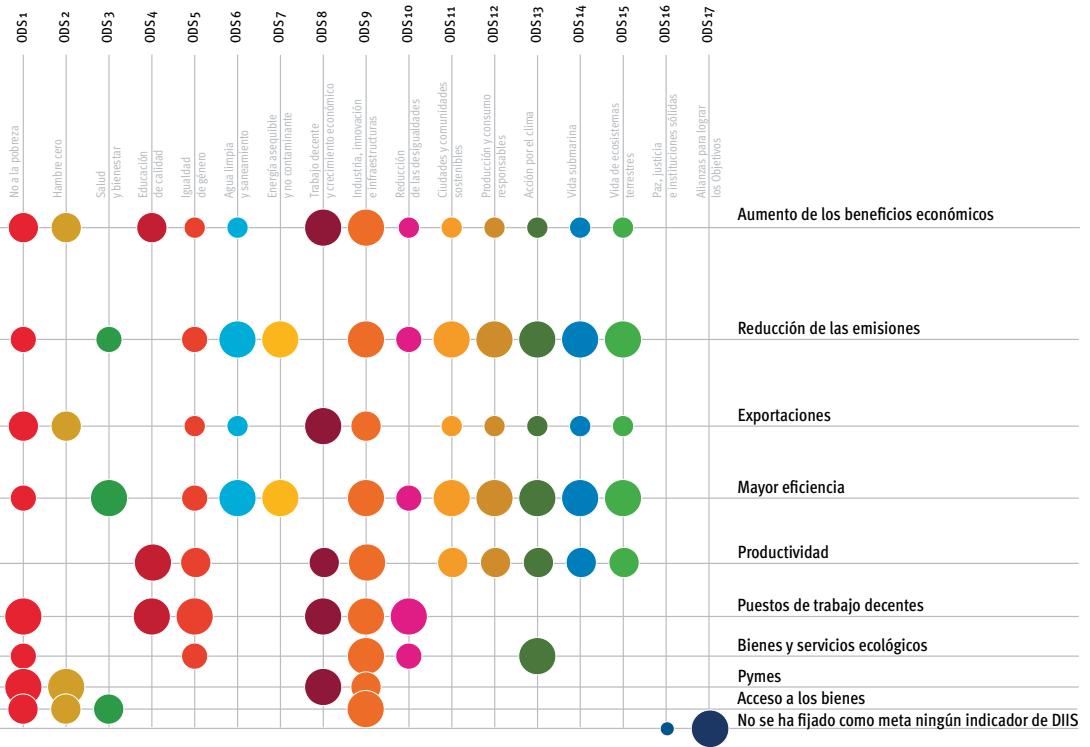 ODS1
ODS2
ODS3
ODS4
ODS5
ODS6
ODS7
ODS8
ODS9
ODS10
ODS11
ODS12
ODS13
ODS14
ODS15
ODS16
ODS17
No a la pobreza
Hambre cero
Salud
y bienestar
Educación
de calidad
Igualdad
de género
Agua limpia
y saneamiento
Energía asequible
y no contaminante
Trabajo decente
y crecimiento económico
Industria, innovación
e infraestructuras
Reducción
de las desigualdades
Ciudades y comunidades
sostenibles
Producción y consumo
responsables
Acción por el clima
Vida submarina
Vida de ecosistemas
terrestres
Paz, justicia
e instituciones sólidas
Alianzas para lograr
los Objetivos
Aumento de los beneficios económicos
Reducción de las emisiones
Exportaciones
Mayor eficiencia
Productividad
Puestos de trabajo decentes
Bienes y servicios ecológicos
Pymes
Acceso a los bienes
No se ha fijado como meta ningún indicador de DIIS